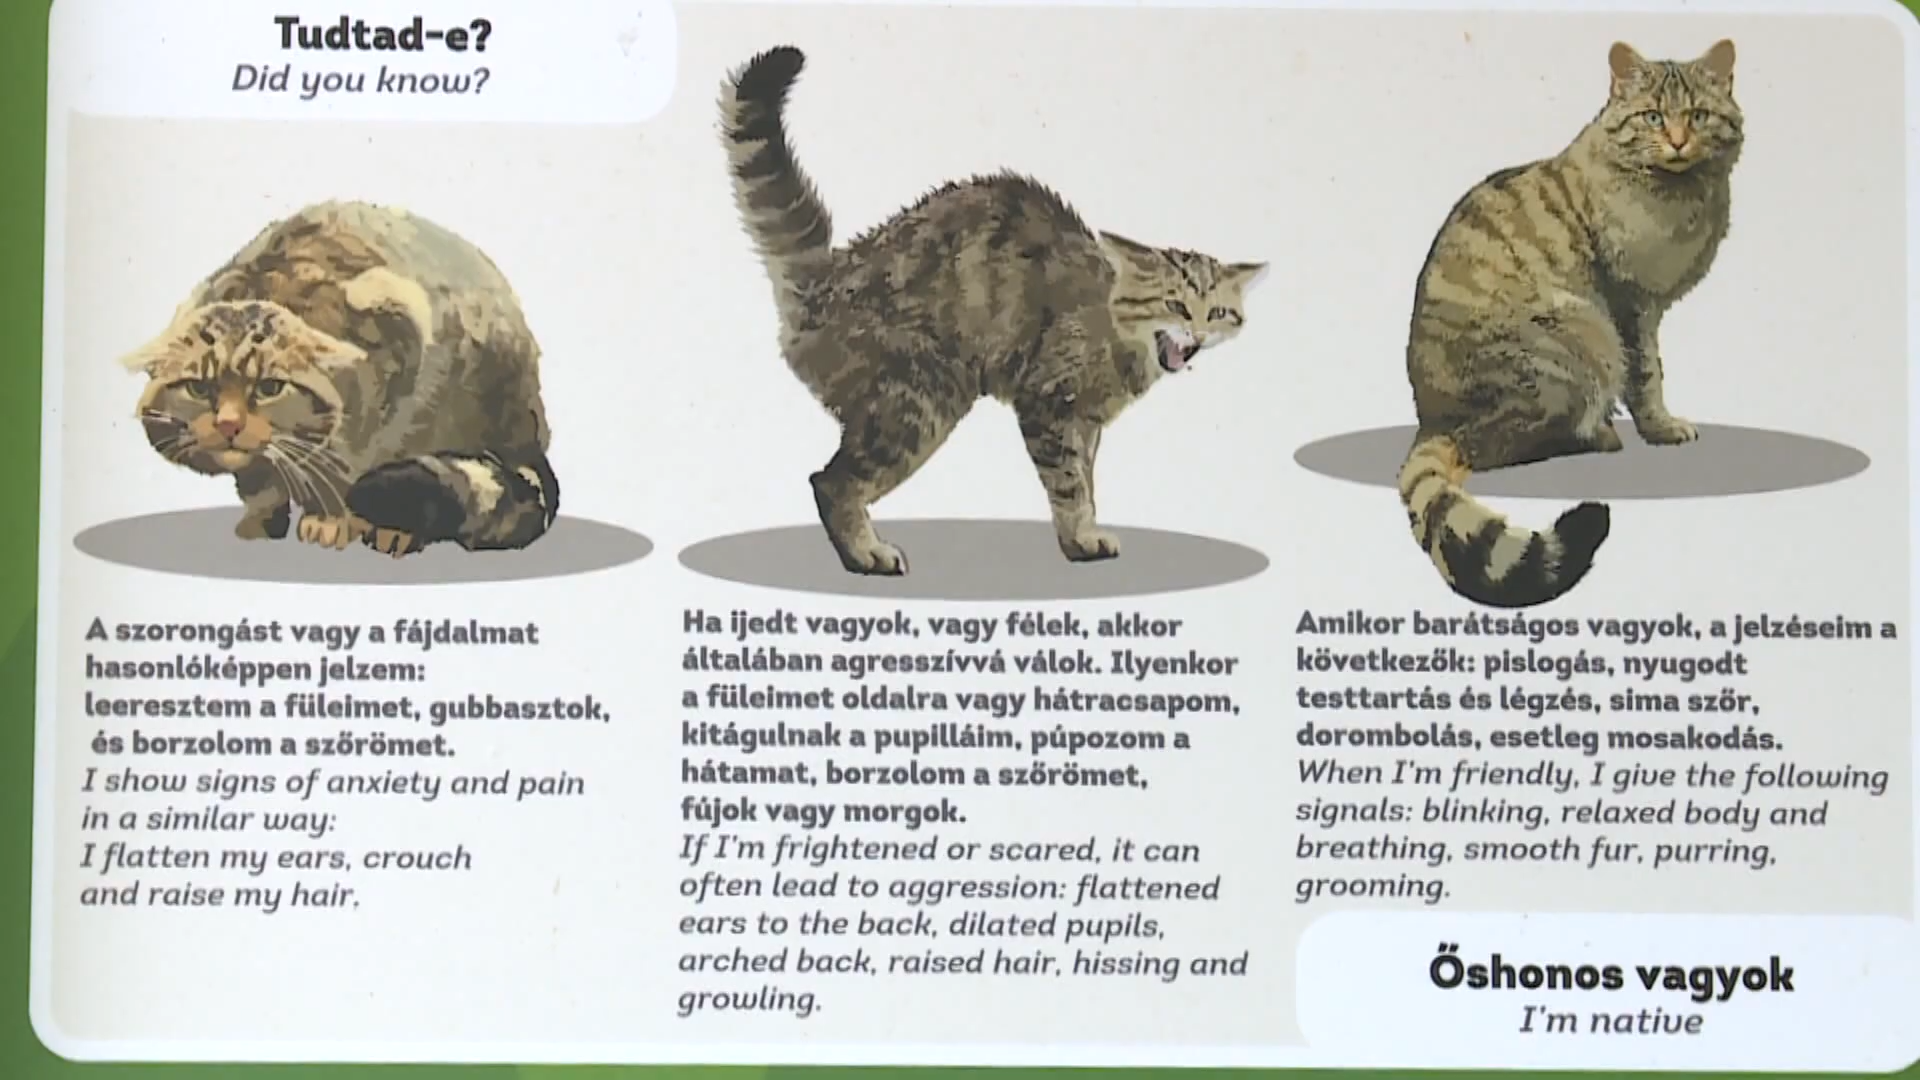 Tudtad-e?
Did you know?
A szorongást vagy a fájdalmat
hasonlóképpen jelzem:
leeresztem a füleimet, gubbasztok,
és borzolom a szőrömet.
I show signs of anxiety and pain
in a similar way:
I flatten my ears, crouch
and raise my hair.
Ha ijedt vagyok, vagy félek, akkor
általában agresszívvá válok. Ilyenkor
a füleimet oldalra vagy hátracsapom,
kitágulnak a pupilláim, púpozom a
hátamat, borzolom a szőrömet,
fújok vagy morgok.
If I'm frightened or scared, it can
often lead to aggression: flattened
ears to the back, dilated pupils,
arched back, raised hair, hissing and
growling.
Amikor barátságos vagyok, a jelzéseim a
következők: pislogás, nyugodt
testtartás és légzés, sima szőr,
dorombolás, esetleg mosakodás.
When I'm friendly, I give the following
signals: blinking, relaxed body and
breathing, smooth fur, purring,
grooming.
Őshonos vagyok
I'm native